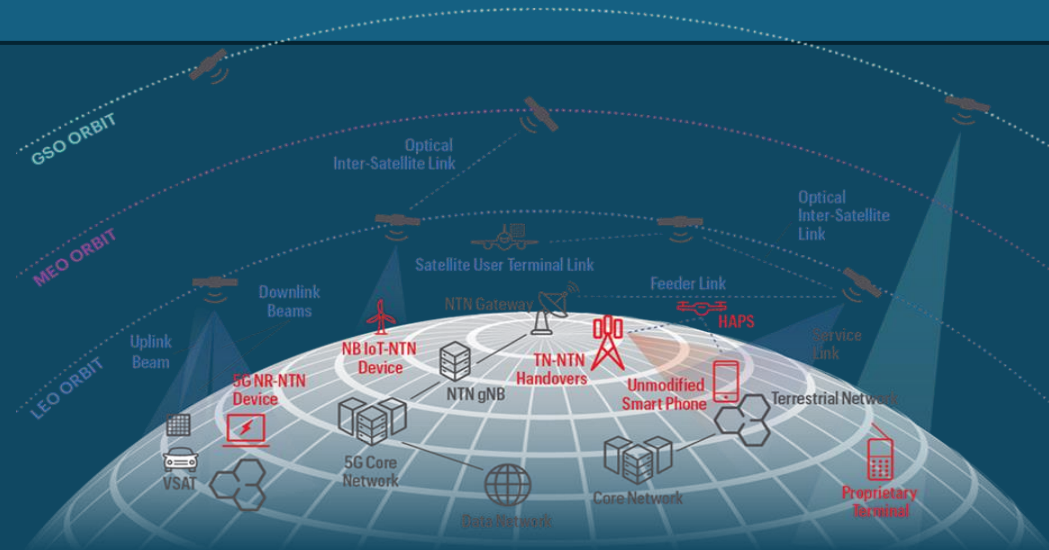 GSO ORBIT
Optical
Inter-Satellite Link
Optical
Inter-Satellite
Link
MEO ORBIT
Satellite User Terminal Link
Feeder Link
Downlink
Beams
NTN Gateway
HAPS
Uplink
Beam
NB IoT-NTN
Device
TN-NTN
Handovers
Service
Link
LEO ORBIT
5G NR-NTN
Device
NTN gNB
Unmodified
Smart Phone
Terrestrial Network
VSAT
5G Core
Network
Core Network
Proprietary
Terminal
Data Network